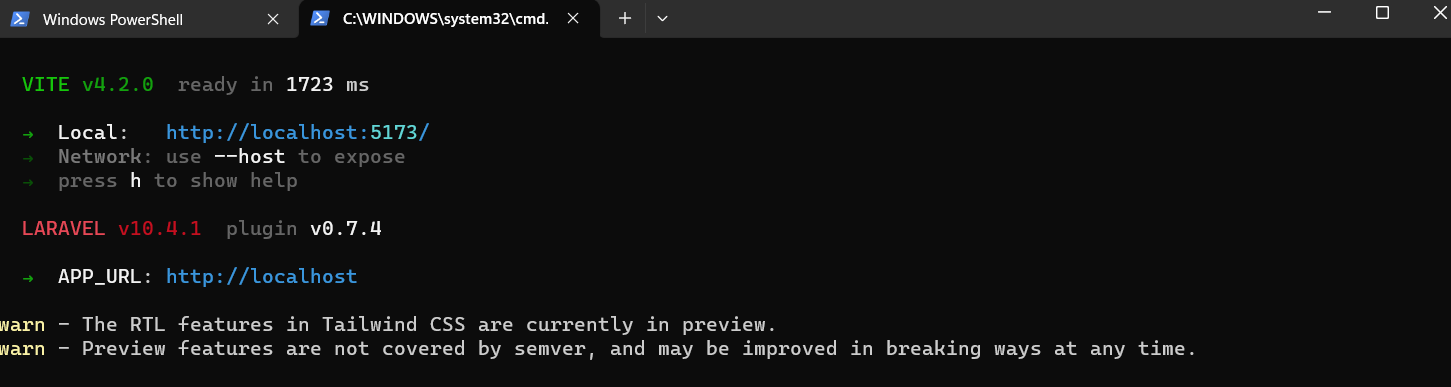 Windows PowerShell
C:\WINDOWS\system32\cmd.
VITE v4.2.0 ready in 1723 ms
➜ Local: http://localhost:5173/
➜ Network: use --host to expose
➜ press h to show help
LARAVEL v10.4.1 plugin v0.7.4
➜ APP_URL: http://localhost
warn - The RTL features in Tailwind CSS are currently in preview.
warn - Preview features are not covered by semver, and may be improved in breaking ways at any time.